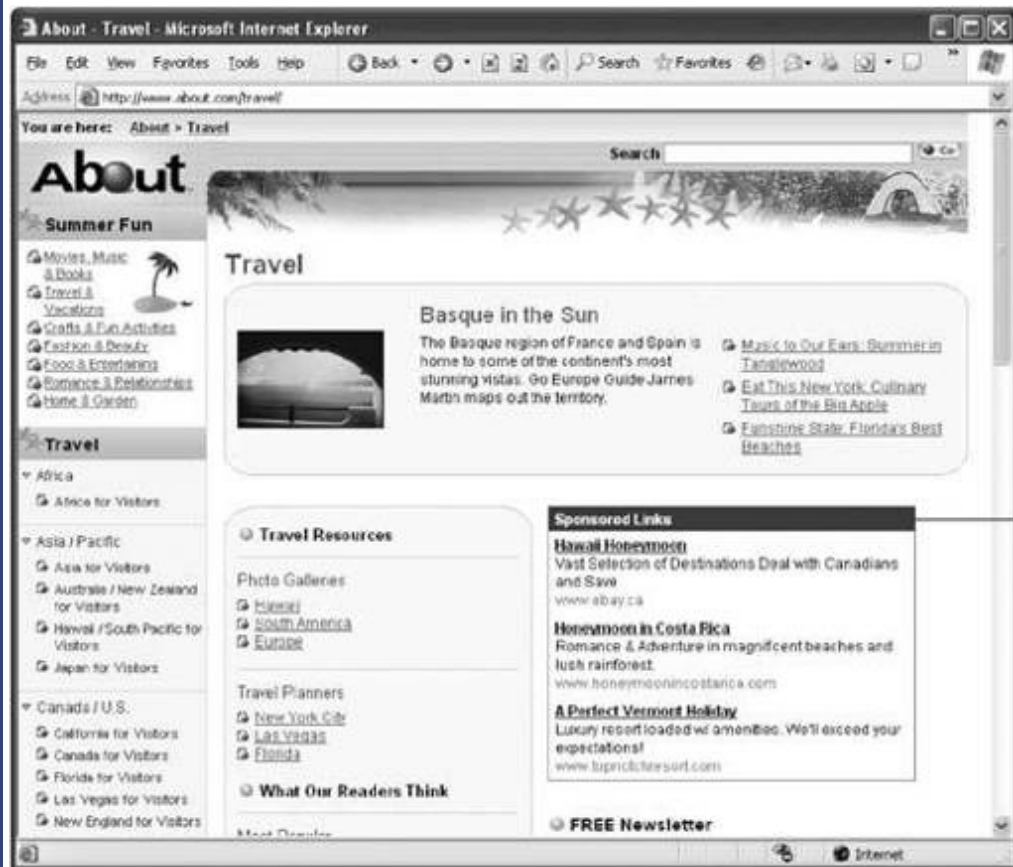 About - Travel - Microsoft Internet Explorer
File Edit View Favorites Tools Help Back Search Favorites
Address http://www.about.com/travel/
You are here: About > Travel
Search Go
About
Summer Fun
Movies, Music
& Books
Travel &
Vacations
Crafts & Fun Activities
Fashion & Beauty
Food & Entertaining
Romance & Relationships
Home & Garden
Travel
Africa
Africa for Visitors
Asia / Pacific
Asia for Visitors
Australia / New Zealand
for Visitors
Hawaii / South Pacific for
Visitors
Japan for Visitors
Canada / U.S.
California for Visitors
Canada for Visitors
Florida for Visitors
Las Vegas for Visitors
New England for Visitors
Travel
Basque in the Sun
The Basque region of France and Spain is
home to some of the continent's most
stunning vistas. Go Europe Guide James
Martin maps out the territory.
Music to Our Ears: Summer in
Tanglewood
Eat This New York: Culinary
Tours of the Big Apple
Funshine State: Florida's Best
Beaches
Travel Resources
Photo Galleries
Hawaii
South America
Europe
Travel Planners
New York City
Las Vegas
Florida
What Our Readers Think
Most Popular
Sponsored Links
Hawaii Honeymoon
Vast Selection of Destinations Deal with Canadians
and Save
www.ebay.ca
Honeymoon in Costa Rica
Romance & Adventure in magnificent beaches and
lush rainforest.
www.honeymoonincostarica.com
A Perfect Vermont Holiday
Luxury resort loaded w/ amenities. We'll exceed your
expectations!
FREE Newsletter
Internet